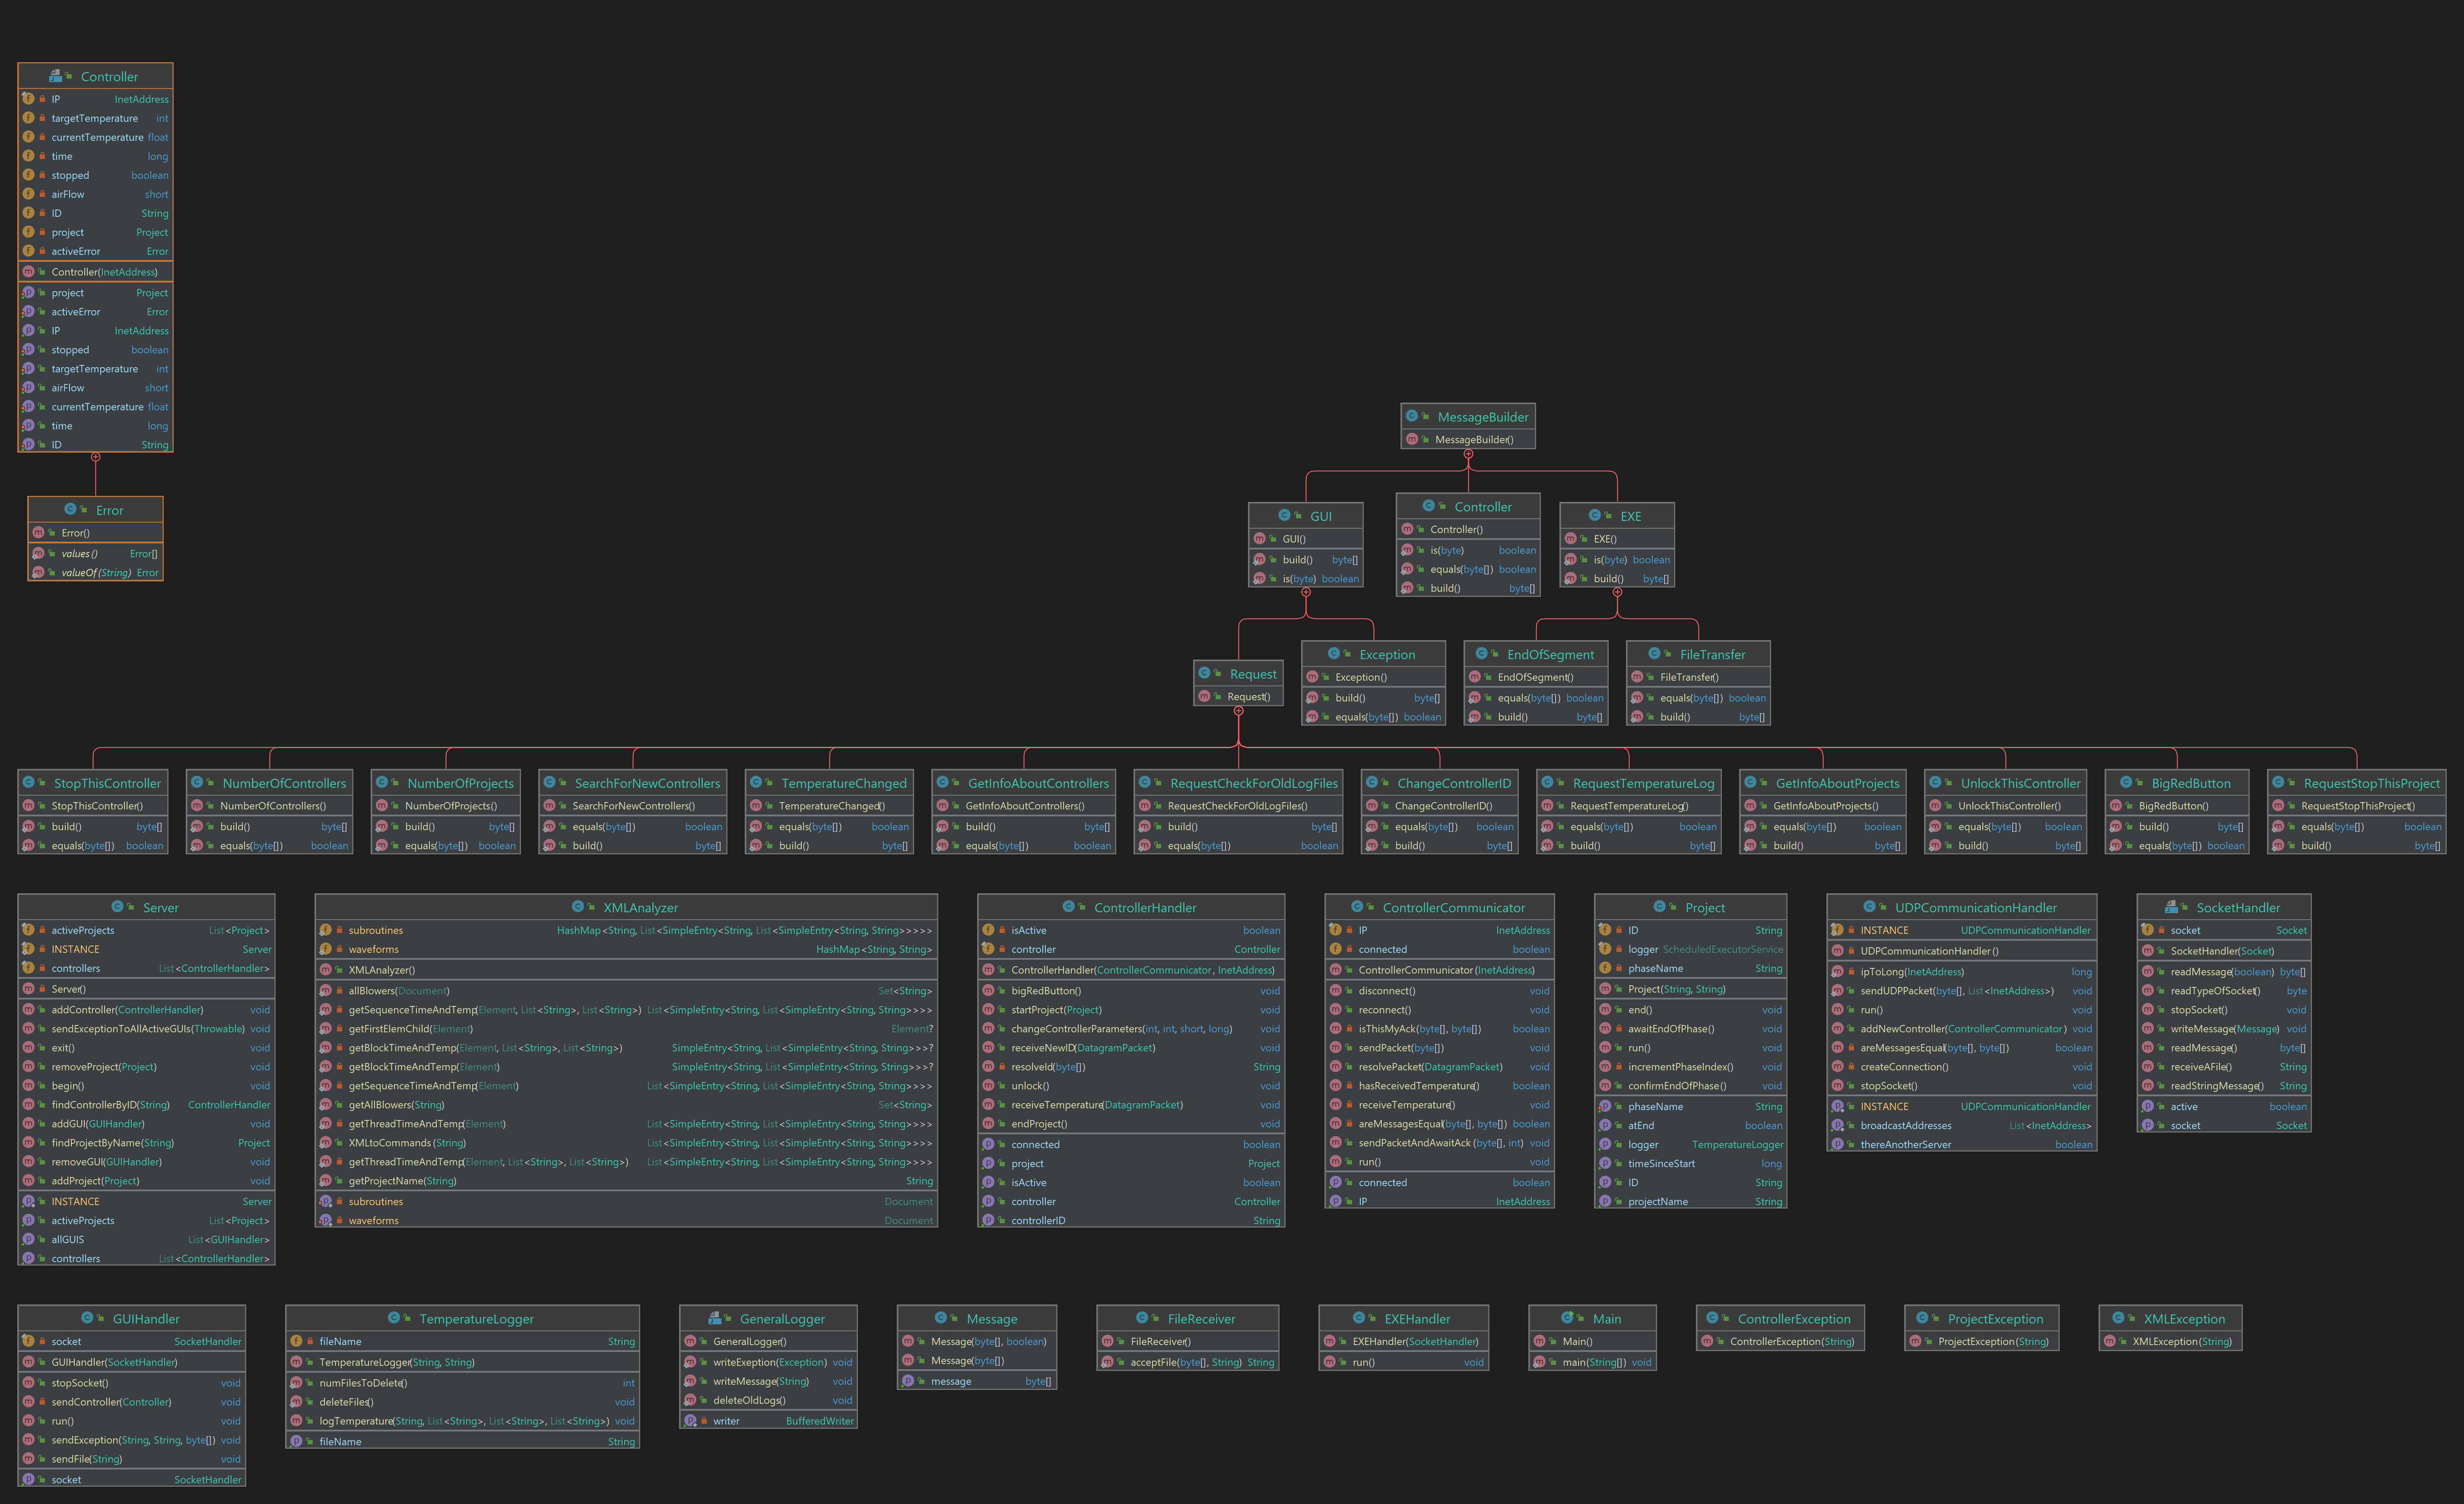 Controller
IP InetAddress
targetTemperature int
currentTemperature float
time long
stopped boolean
airFlow short
ID String
project Project
activeError Error
Controller(InetAddress)
project Project
activeError Error
IP InetAddress
stopped boolean
targetTemperature int
airFlow short
currentTemperature float
time long
ID String
Error
Error()
values() Error[]
valueOf(String) Error
MessageBuilder
MessageBuilder()
GUI
GUI()
build() byte[]
is(byte) boolean
Controller
Controller()
is(byte) boolean
equals(byte[]) boolean
build() byte[]
EXE
EXE()
is(byte) boolean
build() byte[]
Request
Request()
Exception
Exception()
build() byte[]
equals(byte[]) boolean
EndOfSegment
EndOfSegment()
equals(byte[]) boolean
build() byte[]
FileTransfer
FileTransfer()
equals(byte[]) boolean
build() byte[]
StopThisController
StopThisController()
build() byte[]
equals(byte[]) boolean
NumberOfControllers
NumberOfControllers()
build() byte[]
equals(byte[]) boolean
NumberOfProjects
NumberOfProjects()
build() byte[]
equals(byte[]) boolean
SearchForNewControllers
SearchForNewControllers()
equals(byte[]) boolean
build() byte[]
TemperatureChanged
TemperatureChanged()
equals(byte[]) boolean
build() byte[]
GetInfoAboutControllers
GetInfoAboutControllers()
build() byte[]
equals(byte[]) boolean
RequestCheckForOldLogFiles
RequestCheckForOldLogFiles()
build() byte[]
equals(byte[]) boolean
ChangeControllerID
ChangeControllerID()
equals(byte[]) boolean
build() byte[]
RequestTemperatureLog
RequestTemperatureLog()
equals(byte[]) boolean
build() byte[]
GetInfoAboutProjects
GetInfoAboutProjects()
equals(byte[]) boolean
build() byte[]
UnlockThisController
UnlockThisController()
equals(byte[]) boolean
build() byte[]
BigRedButton
BigRedButton()
build() byte[]
equals(byte[]) boolean
RequestStopThisProject
RequestStopThisProject()
equals(byte[]) boolean
build() byte[]
Server
activeProjects List<Project>
INSTANCE Server
controllers List<ControllerHandler>
Server()
addController(ControllerHandler) void
sendExceptionToAllActiveGUIs(Throwable) void
exit() void
removeProject(Project) void
begin() void
findControllerByID(String) ControllerHandler
addGUI(GUIHandler) void
findProjectByName(String) Project
removeGUI(GUIHandler) void
addProject(Project) void
INSTANCE Server
activeProjects List<Project>
allGUIS List<GUIHandler>
controllers List<ControllerHandler>
XMLAnalyzer
subroutines HashMap<String, List<SimpleEntry<String, List<SimpleEntry<String, String>>>>>
waveforms HashMap<String, String>
XMLAnalyzer()
allBlowers(Document) Set<String>
getSequenceTimeAndTemp(Element, List<String>, List<String>) List<SimpleEntry<String, List<SimpleEntry<String, String>>>>
getFirstElemChild(Element) Element?
getBlockTimeAndTemp(Element, List<String>, List<String>) SimpleEntry<String, List<SimpleEntry<String, String>>>?
getBlockTimeAndTemp(Element) SimpleEntry<String, List<SimpleEntry<String, String>>>?
getSequenceTimeAndTemp(Element) List<SimpleEntry<String, List<SimpleEntry<String, String>>>>
getAllBlowers(String) Set<String>
getThreadTimeAndTemp(Element) List<SimpleEntry<String, List<SimpleEntry<String, String>>>>
XMLtoCommands(String) List<SimpleEntry<String, List<SimpleEntry<String, String>>>>
getThreadTimeAndTemp(Element, List<String>, List<String>) List<SimpleEntry<String, List<SimpleEntry<String, String>>>>
getProjectName(String) String
subroutines Document
waveforms Document
ControllerHandler
isActive boolean
controller Controller
ControllerHandler(ControllerCommunicator, InetAddress)
bigRedButton() void
startProject(Project) void
changeControllerParameters(int, int, short, long) void
receiveNewID(DatagramPacket) void
resolveId(byte[]) String
unlock() void
receiveTemperature(DatagramPacket) void
endProject() void
connected boolean
project Project
isActive boolean
controller Controller
controllerID String
ControllerCommunicator
IP InetAddress
connected boolean
ControllerCommunicator(InetAddress)
disconnect() void
reconnect() void
isThisMyAck(byte[], byte[]) boolean
sendPacket(byte[]) void
resolvePacket(DatagramPacket) void
hasReceivedTemperature() boolean
receiveTemperature() void
areMessagesEqual(byte[], byte[]) boolean
sendPacketAndAwaitAck(byte[], int) void
run() void
connected boolean
IP InetAddress
Project
ID String
logger ScheduledExecutorService
phaseName String
Project(String, String)
end() void
awaitEndOfPhase() void
run() void
incrementPhaseIndex() void
confirmEndOfPhase() void
phaseName String
atEnd boolean
logger TemperatureLogger
timeSinceStart long
ID String
projectName String
UDPCommunicationHandler
INSTANCE UDPCommunicationHandler
UDPCommunicationHandler()
ipToLong(InetAddress) long
sendUDPPacket(byte[], List<InetAddress>) void
run() void
addNewController(ControllerCommunicator) void
areMessagesEqual(byte[], byte[]) boolean
createConnection() void
stopSocket() void
INSTANCE UDPCommunicationHandler
broadcastAddresses List<InetAddress>
thereAnotherServer boolean
SocketHandler
socket Socket
SocketHandler(Socket)
readMessage(boolean) byte[]
readTypeOfSocket() byte
stopSocket() void
writeMessage(Message) void
readMessage() byte[]
receiveAFile() String
readStringMessage() String
active boolean
socket Socket
GUIHandler
socket SocketHandler
GUIHandler(SocketHandler)
stopSocket() void
sendController(Controller) void
run() void
sendException(String, String, byte[]) void
sendFile(String) void
socket SocketHandler
TemperatureLogger
fileName String
TemperatureLogger(String, String)
numFilesToDelete() int
deleteFiles() void
logTemperature(String, List<String>, List<String>, List<String>) void
fileName String
GeneralLogger
GeneralLogger()
writeExeption(Exception) void
writeMessage(String) void
deleteOldLogs() void
writer BufferedWriter
Message
Message(byte[], boolean)
Message(byte[])
message byte[]
FileReceiver
FileReceiver()
acceptFile(byte[], String) String
EXEHandler
EXEHandler(SocketHandler)
run() void
Main
Main()
main(String[]) void
ControllerException
ControllerException(String)
ProjectException
ProjectException(String)
XMLException
XMLException(String)